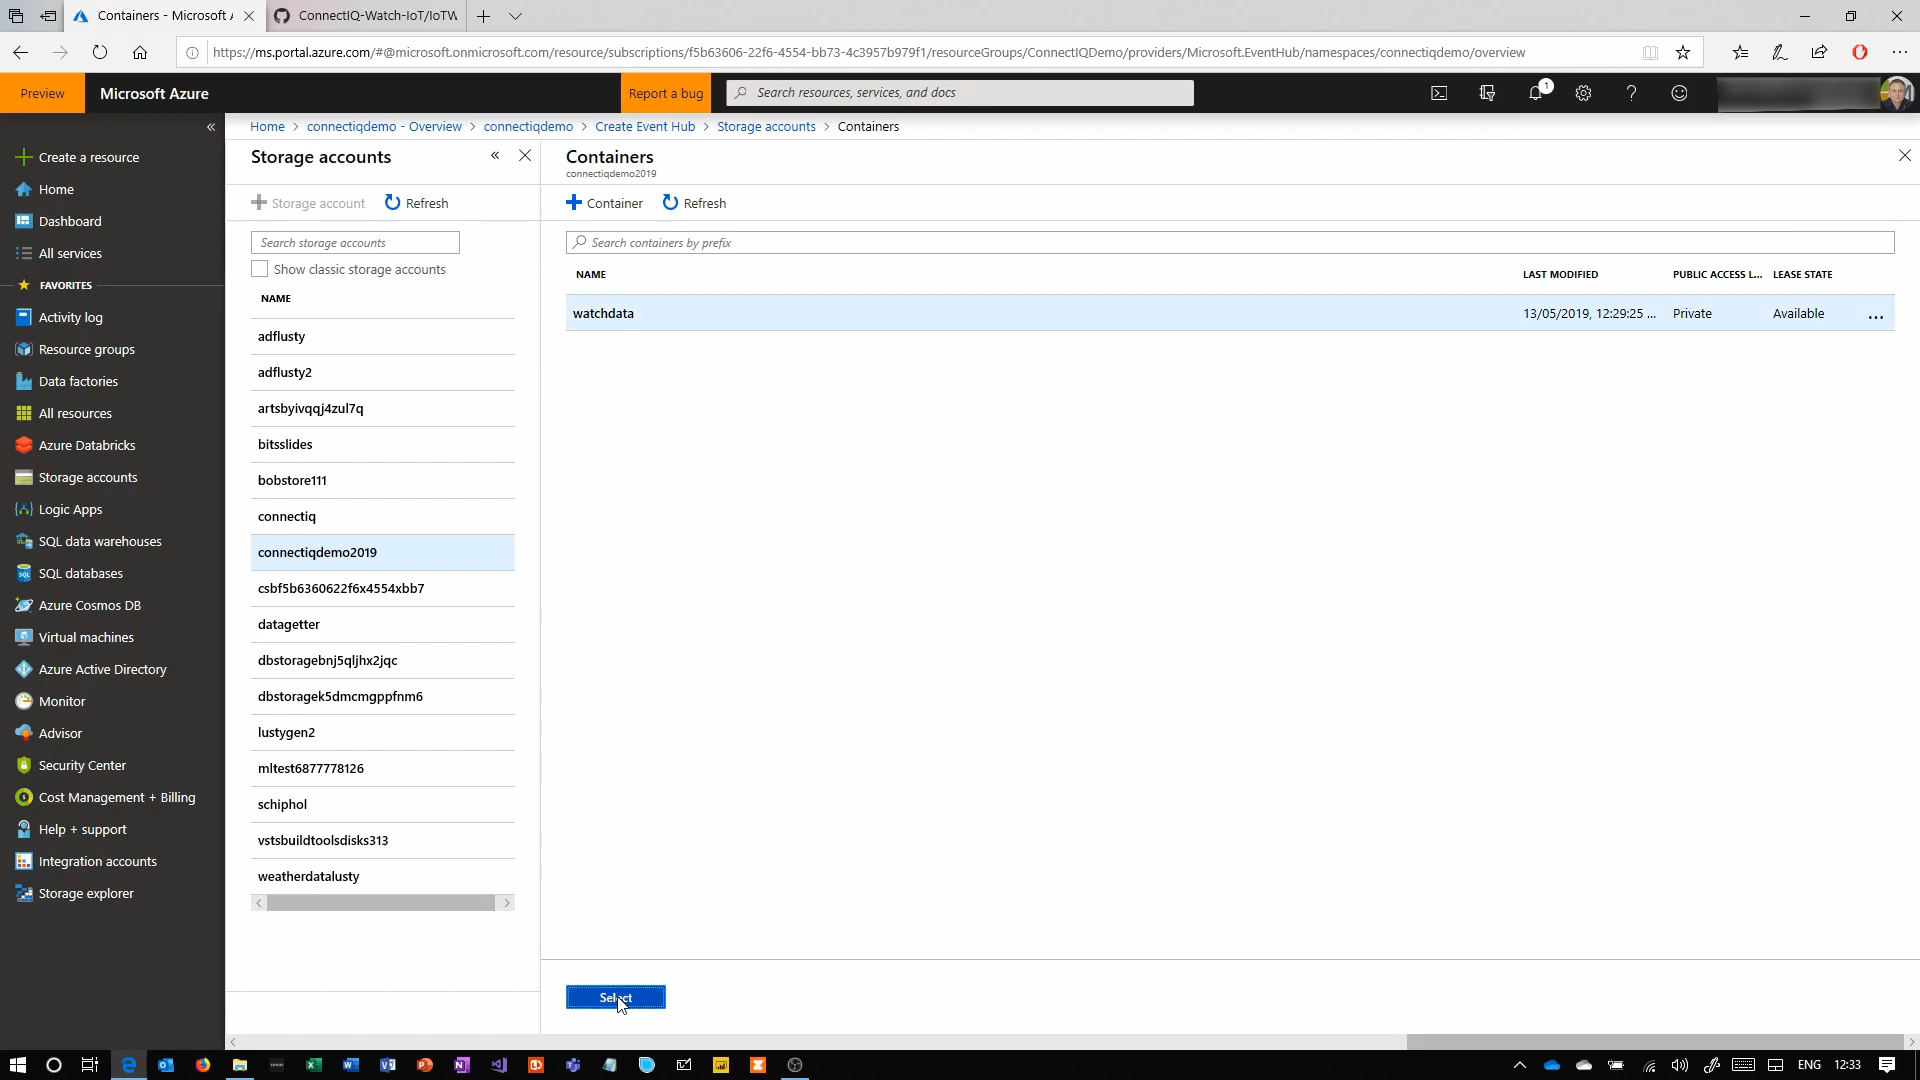 Containers - Microsoft A
ConnectIQ-Watch-IoT/IoTW
https://ms.portal.azure.com/#@microsoft.onmicrosoft.com/resource/subscriptions/f5b63606-22f6-4554-bb73-4c3957b979f1/resourceGroups/ConnectIQDemo/providers/Microsoft.EventHub/namespaces/connectiqdemo/overview
Preview
Microsoft Azure
Report a bug
Search resources, services, and docs
1
Home > connectiqdemo - Overview > connectiqdemo > Create Event Hub > Storage accounts > Containers
Create a resource
Home
Dashboard
All services
FAVORITES
Activity log
Resource groups
Data factories
All resources
Azure Databricks
Storage accounts
Logic Apps
SQL data warehouses
SQL databases
Azure Cosmos DB
Virtual machines
Azure Active Directory
Monitor
Advisor
Security Center
Cost Management + Billing
Help + support
Integration accounts
Storage explorer
Storage accounts
Storage account
Refresh
Search storage accounts
Show classic storage accounts
NAME
adflusty
adflusty2
artsbyivqqj4zul7q
bitsslides
bobstore111
connectiq
connectiqdemo2019
csbf5b6360622f6x4554xbb7
datagetter
dbstoragebnj5qljhx2jqc
dbstoragek5dmcmgppfnm6
lustygen2
mltest6877778126
schiphol
vstsbuildtoolsdisks313
weatherdatalusty
Containers
connectiqdemo2019
Container
Refresh
Search containers by prefix
NAME LAST MODIFIED PUBLIC ACCESS L... LEASE STATE
watchdata 13/05/2019, 12:29:25 ... Private Available ...
Select
ENG 12:33